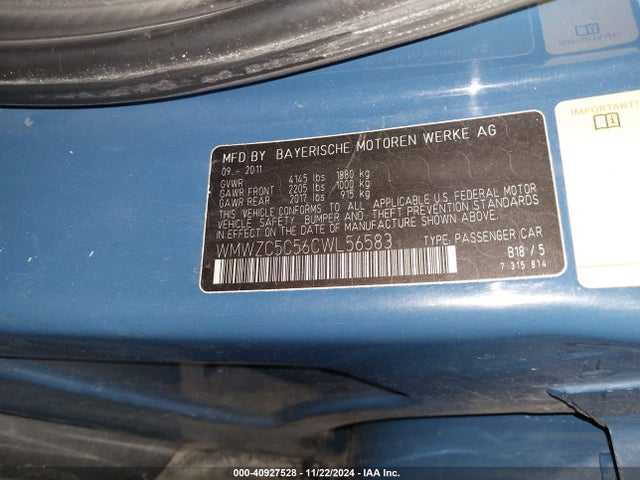 IMPORTANT!
MFD BY BAYERISCHE MOTOREN WERKE AG
09 - 2011
GVWR 4145 lbs 1880 kg
GAWR FRONT 2205 lbs 1000 kg
GAWR REAR 2017 lbs 915 kg
THIS VEHICLE CONFORMS TO ALL APPLICABLE U.S. FEDERAL MOTOR
VEHICLE SAFETY, BUMPER AND THEFT PREVENTION STANDARDS
IN EFFECT ON THE DATE OF MANUFACTURE SHOWN ABOVE.
WMWZC5C56CWL56583 TYPE: PASSENGER CAR
B18 / 5
7 315 814
000-40927528 - 11/22/2024 - IAA Inc.